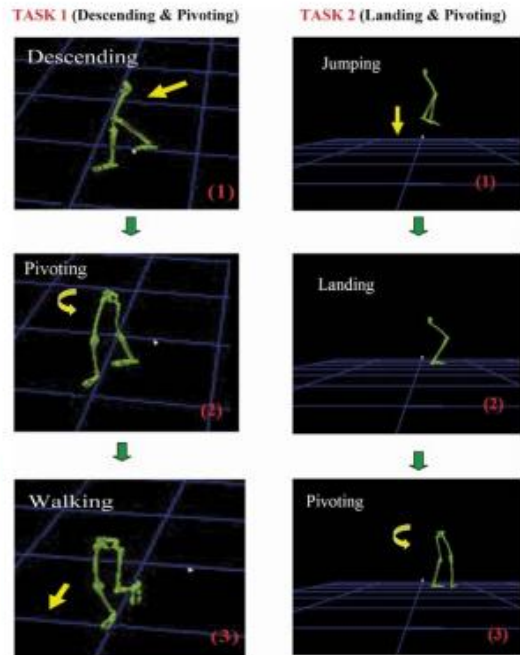 TASK 1 (Descending & Pivoting)
Descending
(1)
Pivoting
(2)
Walking
(3)
TASK 2 (Landing & Pivoting)
Jumping
(1)
Landing
(2)
Pivoting
(3)